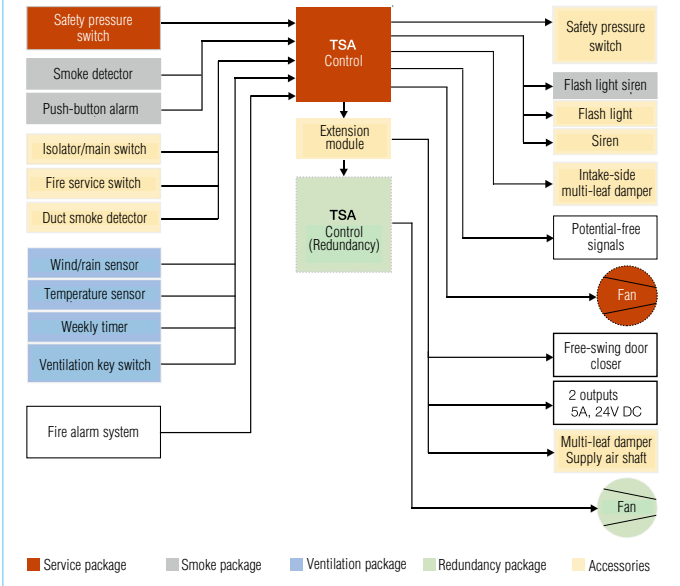 Safety pressure
switch
Smoke detector
Push-button alarm
Isolator/main switch
Fire service switch
Duct smoke detector
Wind/rain sensor
Temperature sensor
Weekly timer
Ventilation key switch
Fire alarm system
TSA
Control
Extension
module
TSA
Control
(Redundancy)
Safety pressure
switch
Flash light siren
Flash light
Siren
Intake-side
multi-leaf damper
Potential-free
signals
Fan
Free-swing door
closer
2 outputs
5A, 24V DC
Multi-leaf damper
Supply air shaft
Fan
Service package
Smoke package
Ventilation package
Redundancy package
Accessories